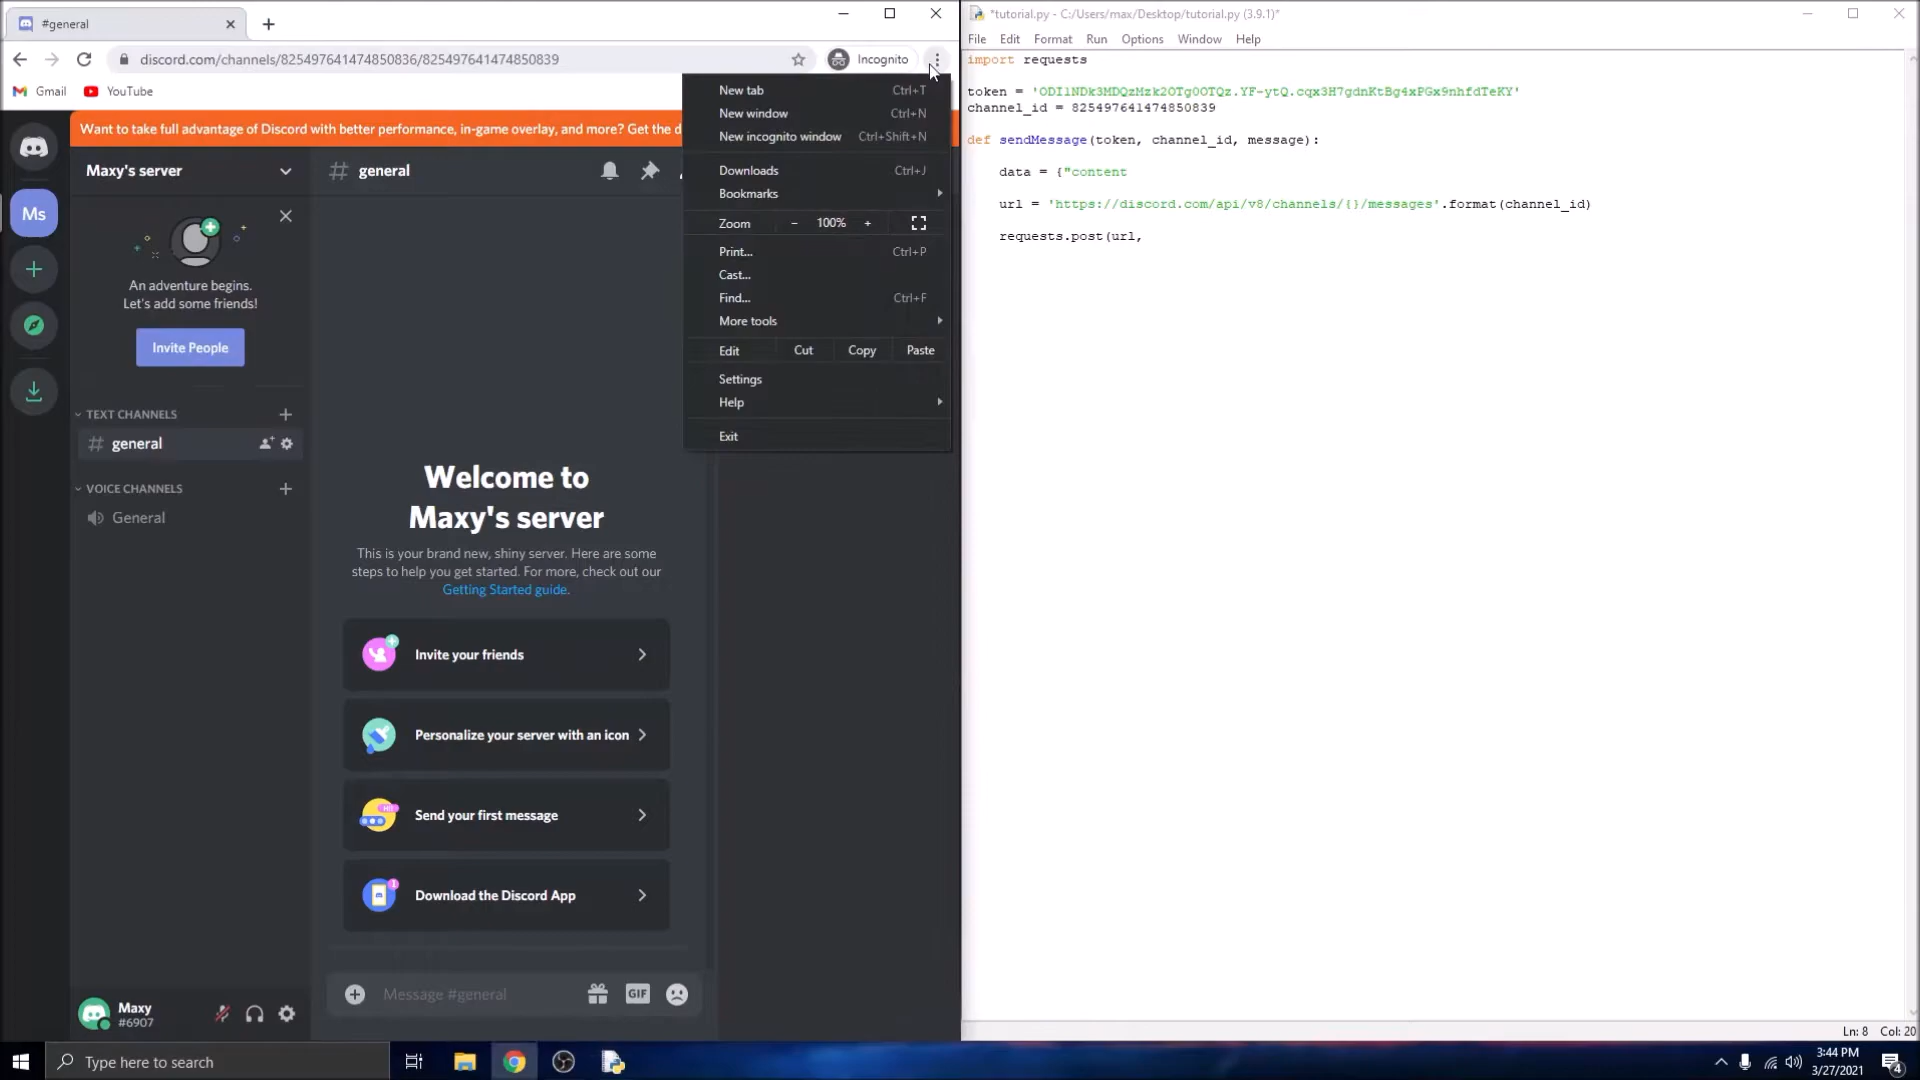 #general
discord.com/channels/825497641474850836/825497641474850839
Incognito
Gmail
YouTube
Want to take full advantage of Discord with better performance, in-game overlay, and more? Get the d
Maxy's server
general
Ms
An adventure begins.
Let's add some friends!
Invite People
TEXT CHANNELS
general
VOICE CHANNELS
General
New tab Ctrl+T
New window Ctrl+N
New incognito window Ctrl+Shift+N
Downloads Ctrl+J
Bookmarks
Zoom − 100% +
Print... Ctrl+P
Cast...
Find... Ctrl+F
More tools
Edit Cut Copy Paste
Settings
Help
Exit
Welcome to
Maxy's server
This is your brand new, shiny server. Here are some
steps to help you get started. For more, check out our
Getting Started guide.
Invite your friends
Personalize your server with an icon
Send your first message
Download the Discord App
Maxy
#6907
Message #general
GIF
*tutorial.py - C:/Users/max/Desktop/tutorial.py (3.9.1)*
File Edit Format Run Options Window Help
import requests
token = 
channel_id = 825497641474850839
def sendMessage(token, channel_id, message):
data = {"content
url = 'https://discord.com/api/v8/channels/{}/messages'.format(channel_id)
requests.post(url,
Ln: 8 Col: 20
Type here to search
3:44 PM
3/27/2021
4